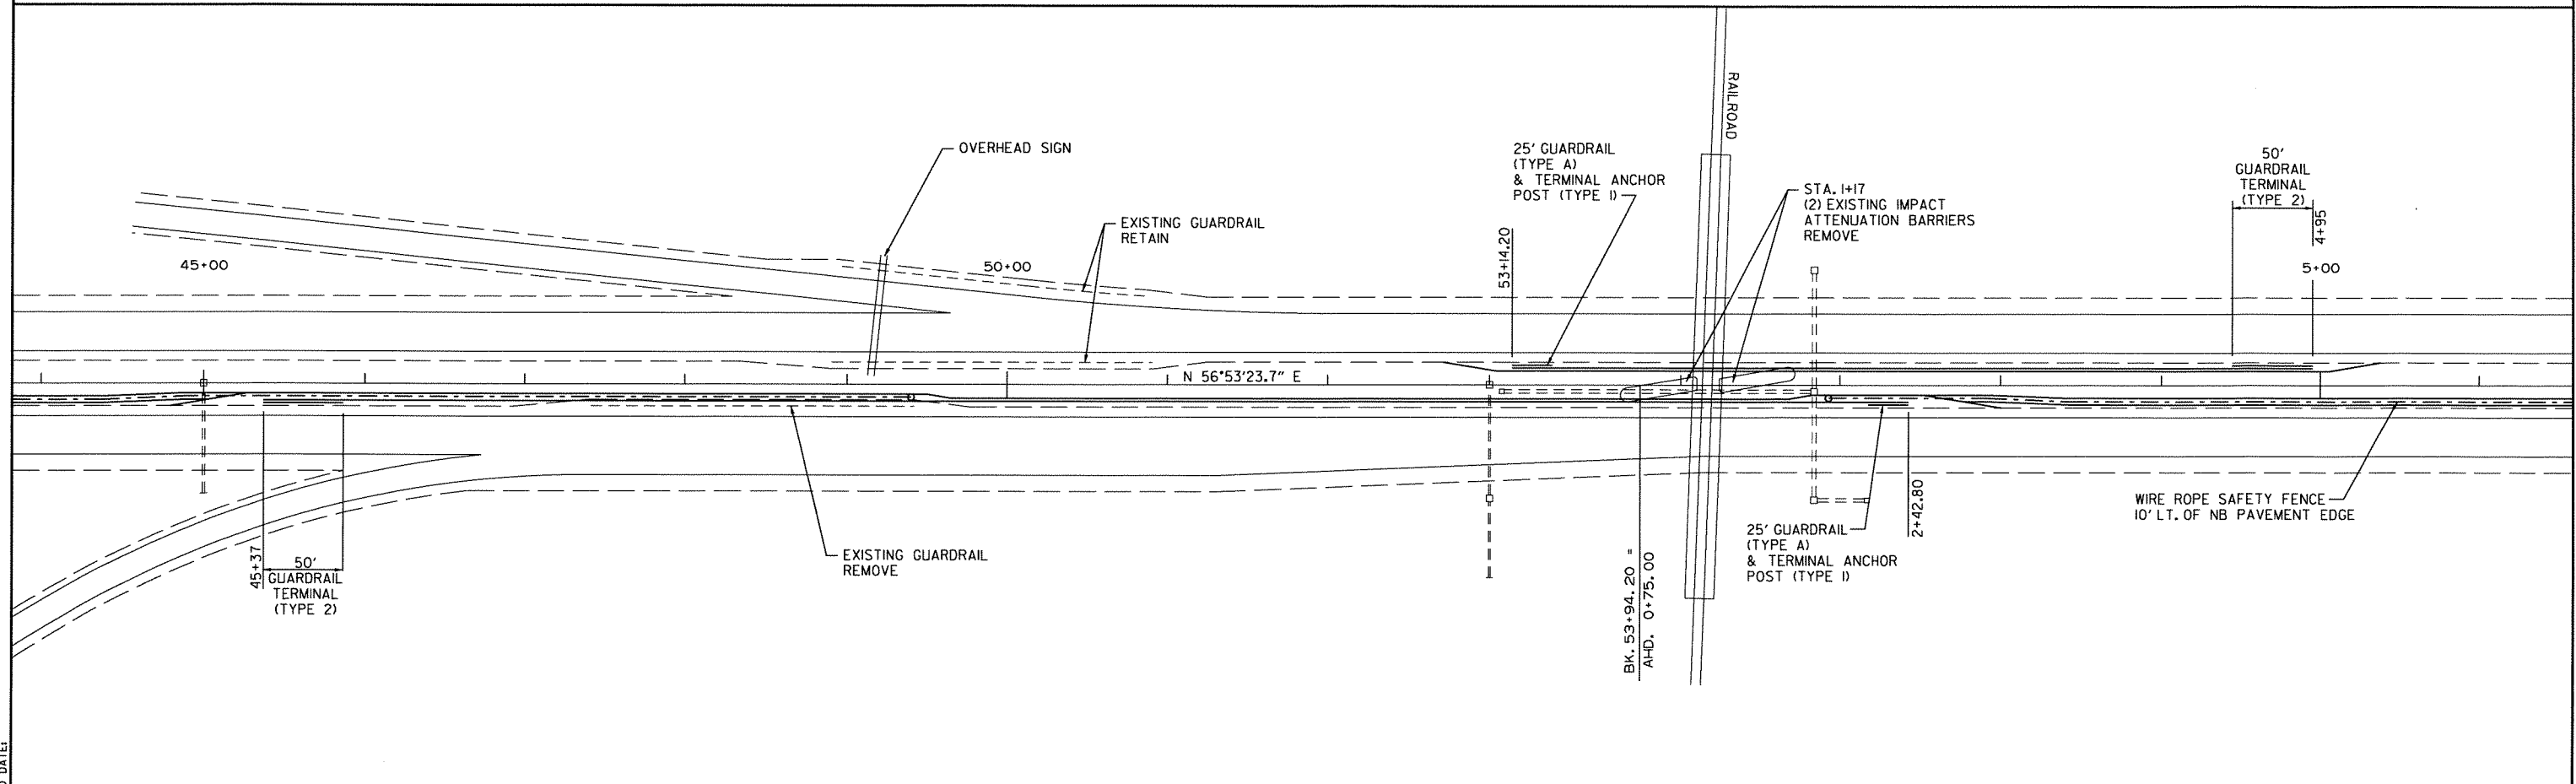 RAILROAD
OVERHEAD SIGN
EXISTING GUARDRAIL
RETAIN
45+00
50+00
25' GUARDRAIL
(TYPE A)
& TERMINAL ANCHOR
POST (TYPE 1)
53+14.20
STA. 1+17
(2) EXISTING IMPACT
ATTENUATION BARRIERS
REMOVE
50'
GUARDRAIL
TERMINAL
(TYPE 2)
4+95
5+00
N 56°53'23.7" E
45+37
50'
GUARDRAIL
TERMINAL
(TYPE 2)
EXISTING GUARDRAIL
REMOVE
BK. 53+94.20 =
AHD. 0+75.00
25' GUARDRAIL
(TYPE A)
& TERMINAL ANCHOR
POST (TYPE 1)
2+42.80
WIRE ROPE SAFETY FENCE
10' LT. OF NB PAVEMENT EDGE
DATE: